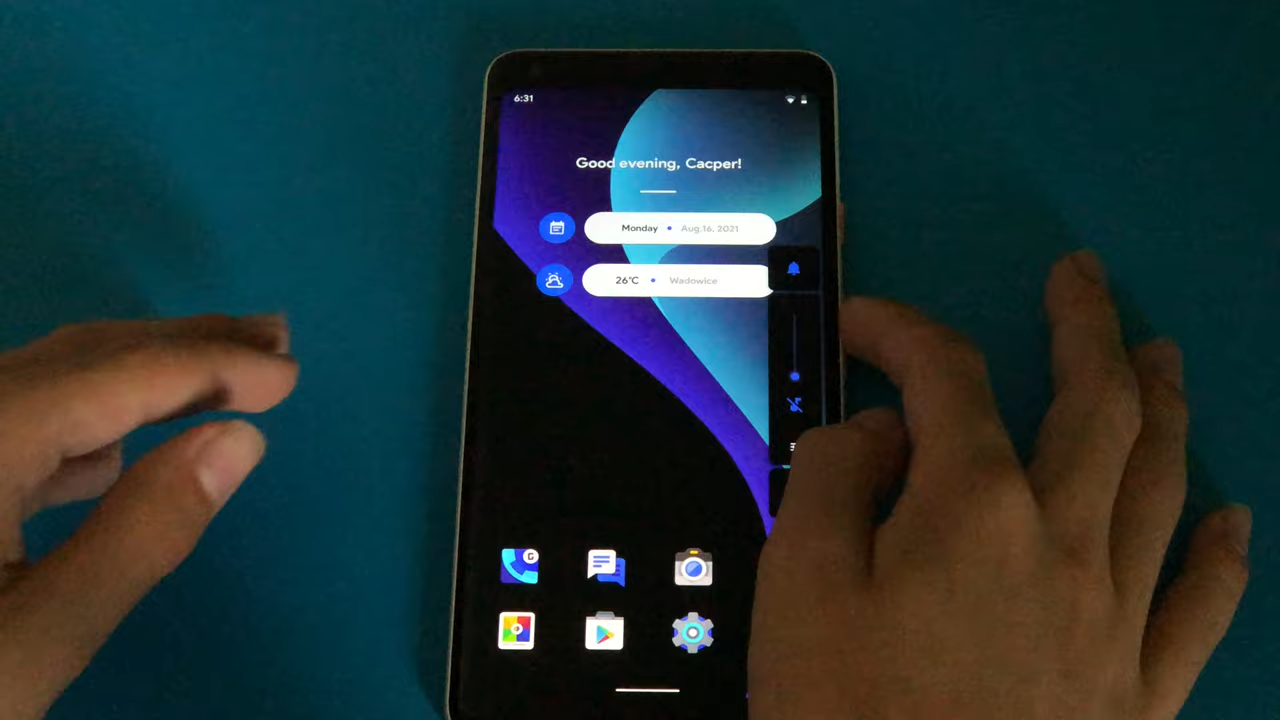 6:31
Good evening, Cacper!
Monday • Aug.16, 2021
26°C • Wadowice
G